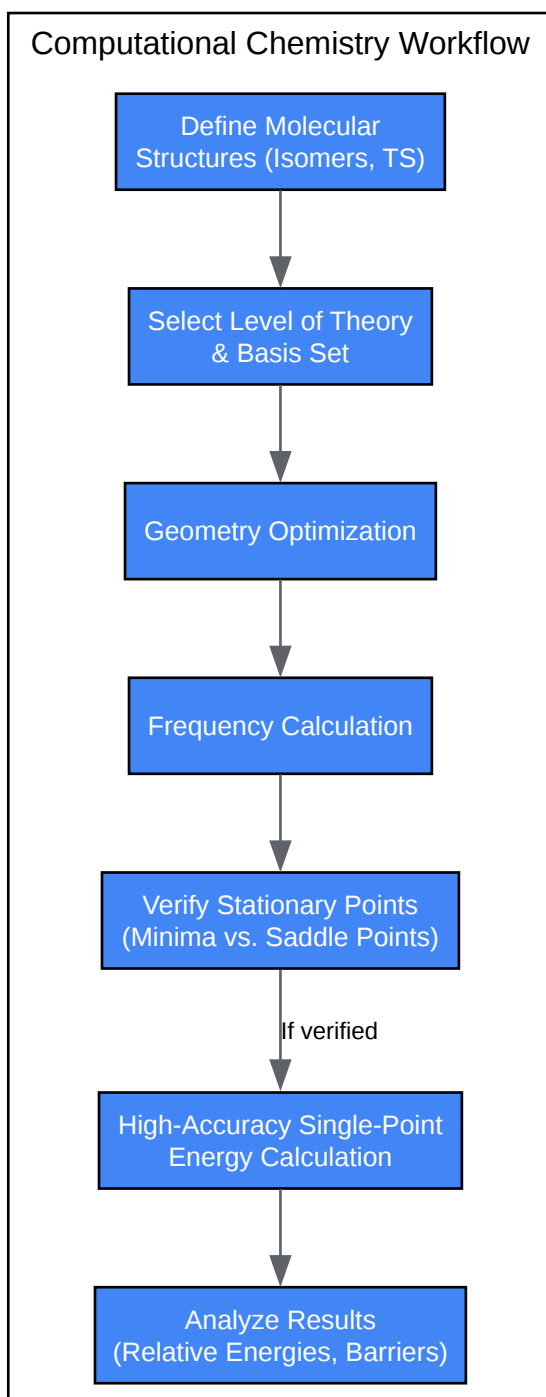 Computational Chemistry Workflow
Define Molecular
Structures (Isomers, TS)
Select Level of Theory
& Basis Set
Geometry Optimization
Frequency Calculation
Verify Stationary Points
(Minima vs. Saddle Points)
If verified
High-Accuracy Single-Point
Energy Calculation
Analyze Results
(Relative Energies, Barriers)